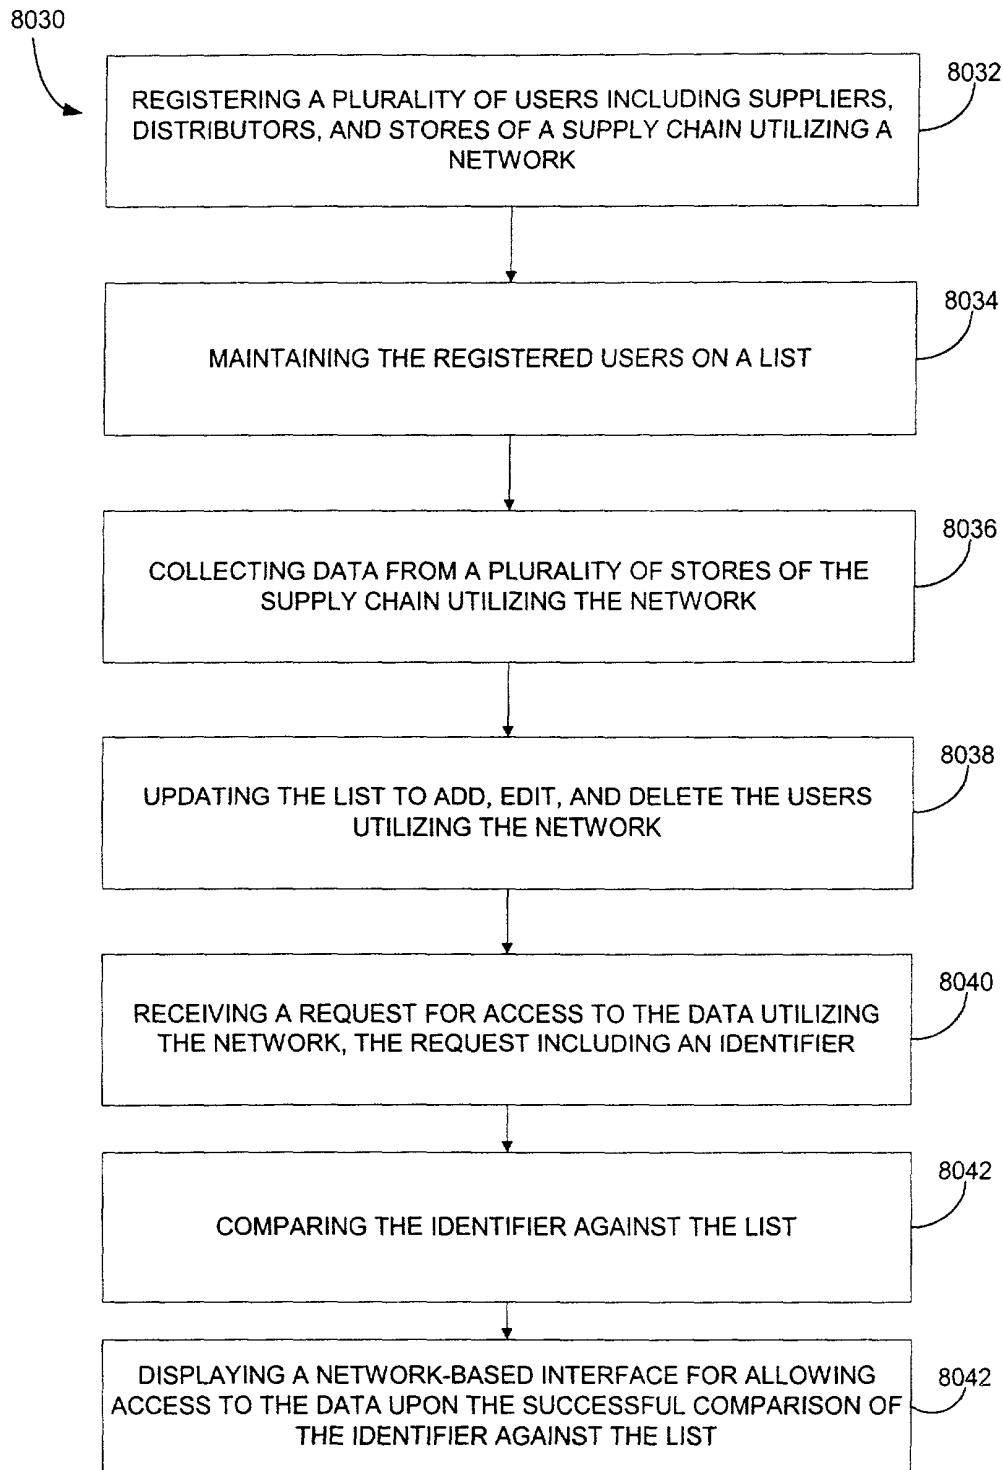 8030
8032
REGISTERING A PLURALITY OF USERS INCLUDING SUPPLIERS,
DISTRIBUTORS, AND STORES OF A SUPPLY CHAIN UTILIZING A
NETWORK
8034
MAINTAINING THE REGISTERED USERS ON A LIST
8036
COLLECTING DATA FROM A PLURALITY OF STORES OF THE
SUPPLY CHAIN UTILIZING THE NETWORK
8038
UPDATING THE LIST TO ADD, EDIT, AND DELETE THE USERS
UTILIZING THE NETWORK
8040
RECEIVING A REQUEST FOR ACCESS TO THE DATA UTILIZING
THE NETWORK, THE REQUEST INCLUDING AN IDENTIFIER
8042
COMPARING THE IDENTIFIER AGAINST THE LIST
8042
DISPLAYING A NETWORK-BASED INTERFACE FOR ALLOWING
ACCESS TO THE DATA UPON THE SUCCESSFUL COMPARISON OF
THE IDENTIFIER AGAINST THE LIST